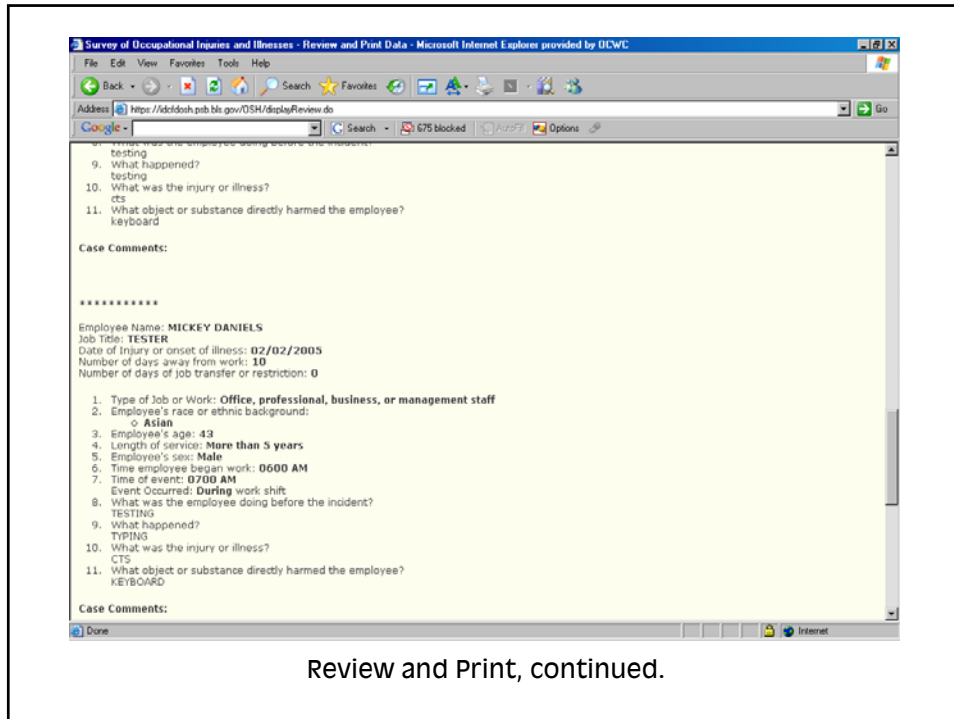 Survey of Occupational Injuries and Illnesses - Review and Print Data - Microsoft Internet Explorer provided by OCWC
File Edit View Favorites Tools Help
Back Search Favorites
Address https://idcfdosh.psb.bls.gov/OSH/displayReview.do Go
Google - Search 675 blocked AutoFill Options
8. What was the employee doing before the incident?
testing
9. What happened?
testing
10. What was the injury or illness?
cts
11. What object or substance directly harmed the employee?
keyboard
Case Comments:
***********
Employee Name: MICKEY DANIELS
Job Title: TESTER
Date of Injury or onset of illness: 02/02/2005
Number of days away from work: 10
Number of days of job transfer or restriction: 0
1. Type of Job or Work: Office, professional, business, or management staff
2. Employee's race or ethnic background:
Asian
3. Employee's age: 43
4. Length of service: More than 5 years
5. Employee's sex: Male
6. Time employee began work: 0600 AM
7. Time of event: 0700 AM
Event Occurred: During work shift
8. What was the employee doing before the incident?
TESTING
9. What happened?
TYPING
10. What was the injury or illness?
CTS
11. What object or substance directly harmed the employee?
KEYBOARD
Case Comments:
Done Internet
Review and Print, continued.